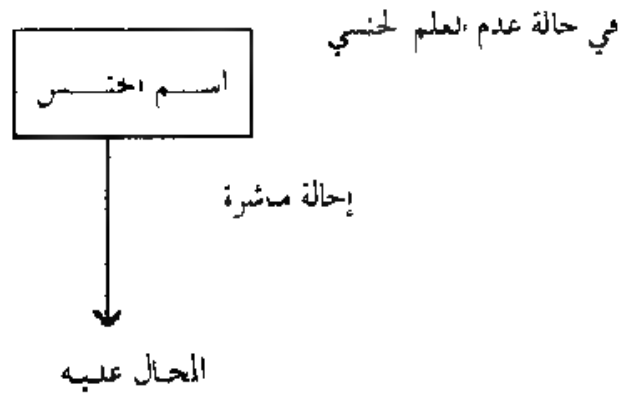 في حالة عدم العلم الجنسي
اسم الجنس
إحالة مباشرة
المحال عليه